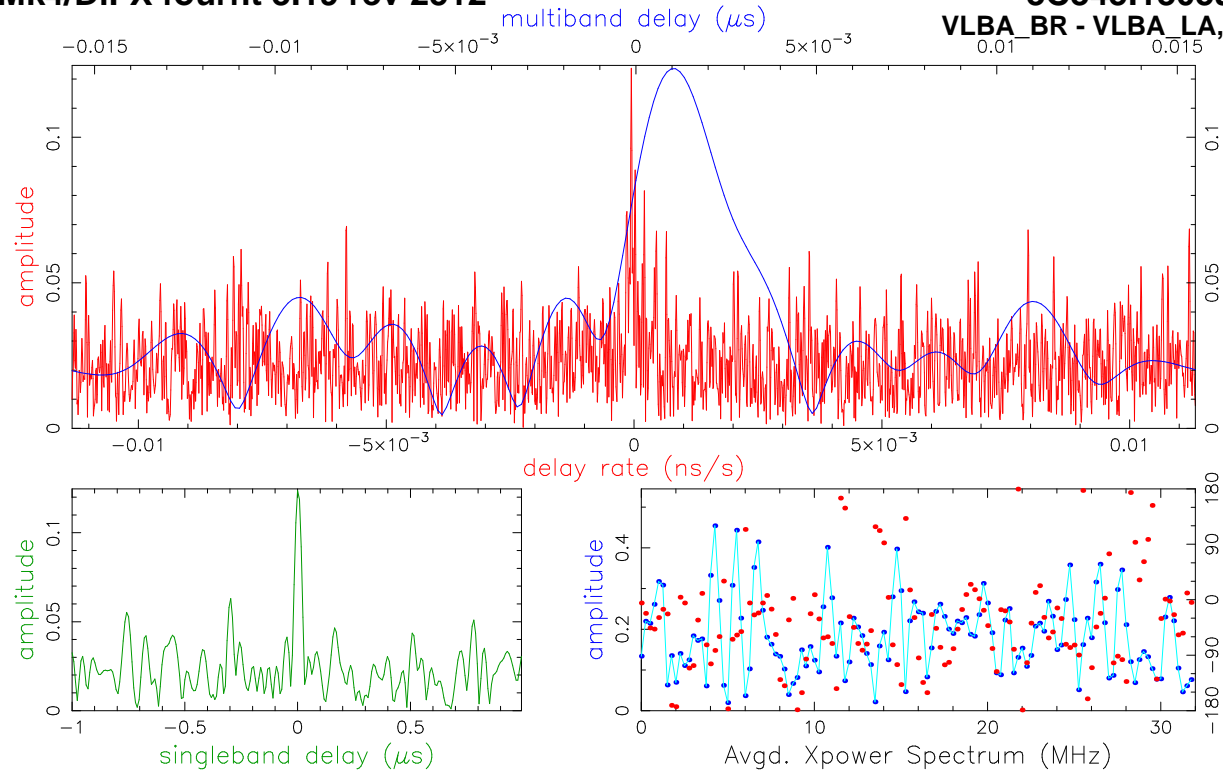 multiband delay (μs)
VLBA_BR - VLBA_LA,
−0.015 −0.01 −5×10⁻³ 0 5×10⁻³ 0.01 0.015
amplitude
0 0.05 0.1
0 0.05 0.1
−0.01 −5×10⁻³ 0 5×10⁻³ 0.01
delay rate (ns/s)
amplitude
0 0.05 0.1
−1 −0.5 0 0.5
singleband delay (μs)
amplitude
0 0.2 0.4
−180 −90 0 90 180
0 10 20 30
Avgd. Xpower Spectrum (MHz)